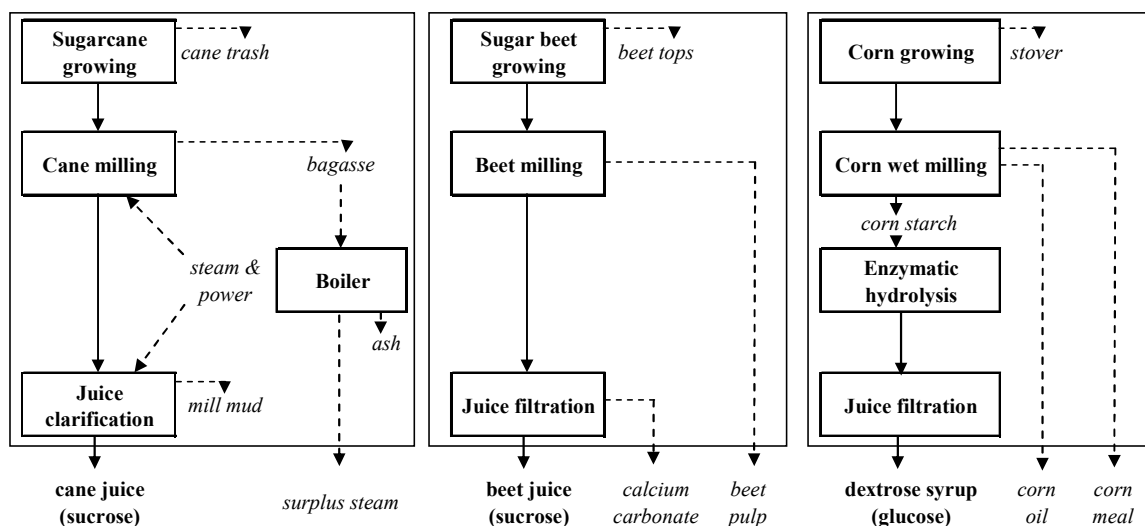 Sugarcane
growing
cane trash
Cane milling
bagasse
steam &
power
Boiler
ash
Juice
clarification
mill mud
cane juice
(sucrose)
surplus steam
Sugar beet
growing
beet tops
Beet milling
Juice filtration
beet juice
(sucrose)
calcium
carbonate
beet
pulp
Corn growing
stover
Corn wet milling
corn starch
Enzymatic
hydrolysis
Juice filtration
dextrose syrup
(glucose)
corn
oil
corn
meal